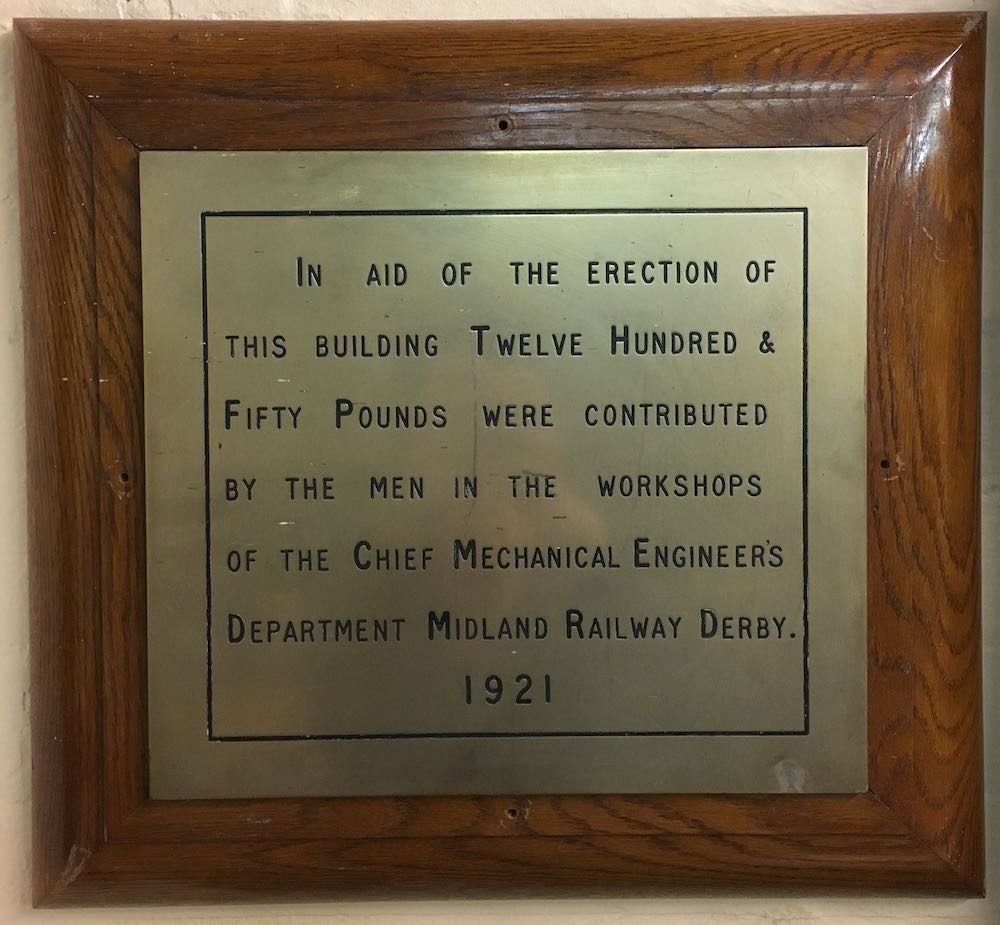 In aid of the erection of
this building Twelve Hundred &
Fifty Pounds were contributed
by the men in the workshops
of the Chief Mechanical Engineer's
Department Midland Railway Derby.
1921